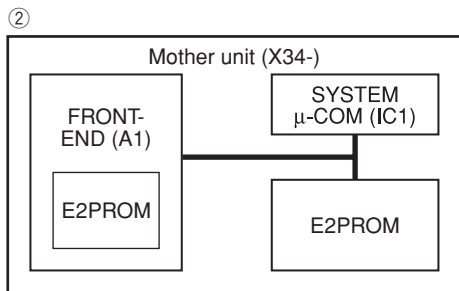 ②
Mother unit (X34-)
FRONT-
END (A1)
E2PROM
SYSTEM
μ-COM (IC1)
E2PROM